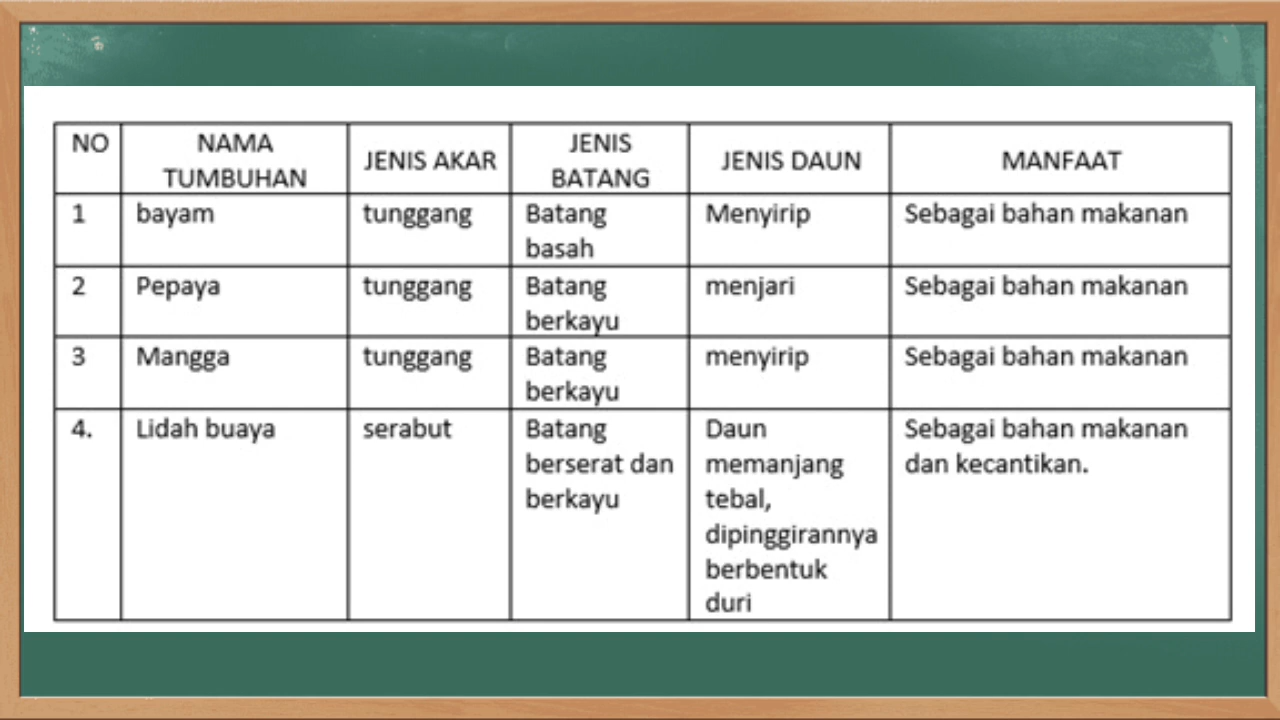 NO
NAMA
TUMBUHAN
JENIS AKAR
JENIS
BATANG
JENIS DAUN
MANFAAT
1
bayam
tunggang
Batang
basah
Menyirip
Sebagai bahan makanan
2
Pepaya
tunggang
Batang
berkayu
menjari
Sebagai bahan makanan
3
Mangga
tunggang
Batang
berkayu
menyirip
Sebagai bahan makanan
4.
Lidah buaya
serabut
Batang
berserat dan
berkayu
Daun
memanjang
tebal,
dipinggirannya
berbentuk
duri
Sebagai bahan makanan
dan kecantikan.